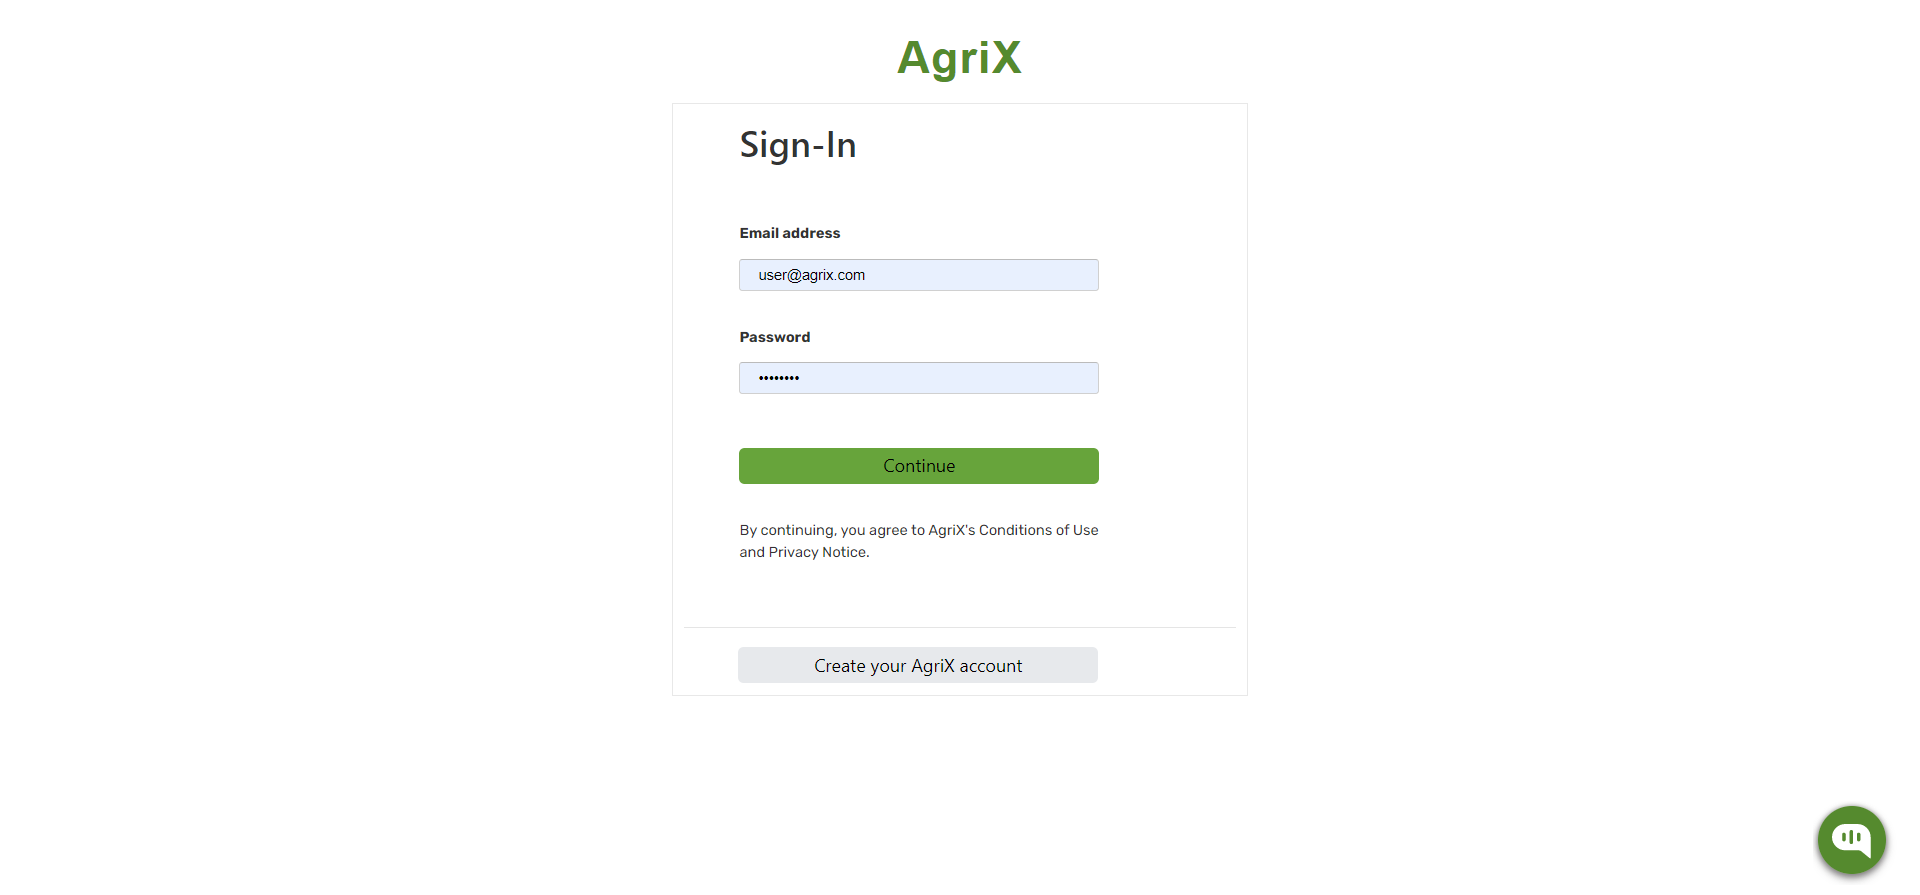 AgriX
Sign-In
Email address
user@agrix.com
Password
••••••••
Continue
By continuing, you agree to AgriX's Conditions of Use
and Privacy Notice.
Create your AgriX account